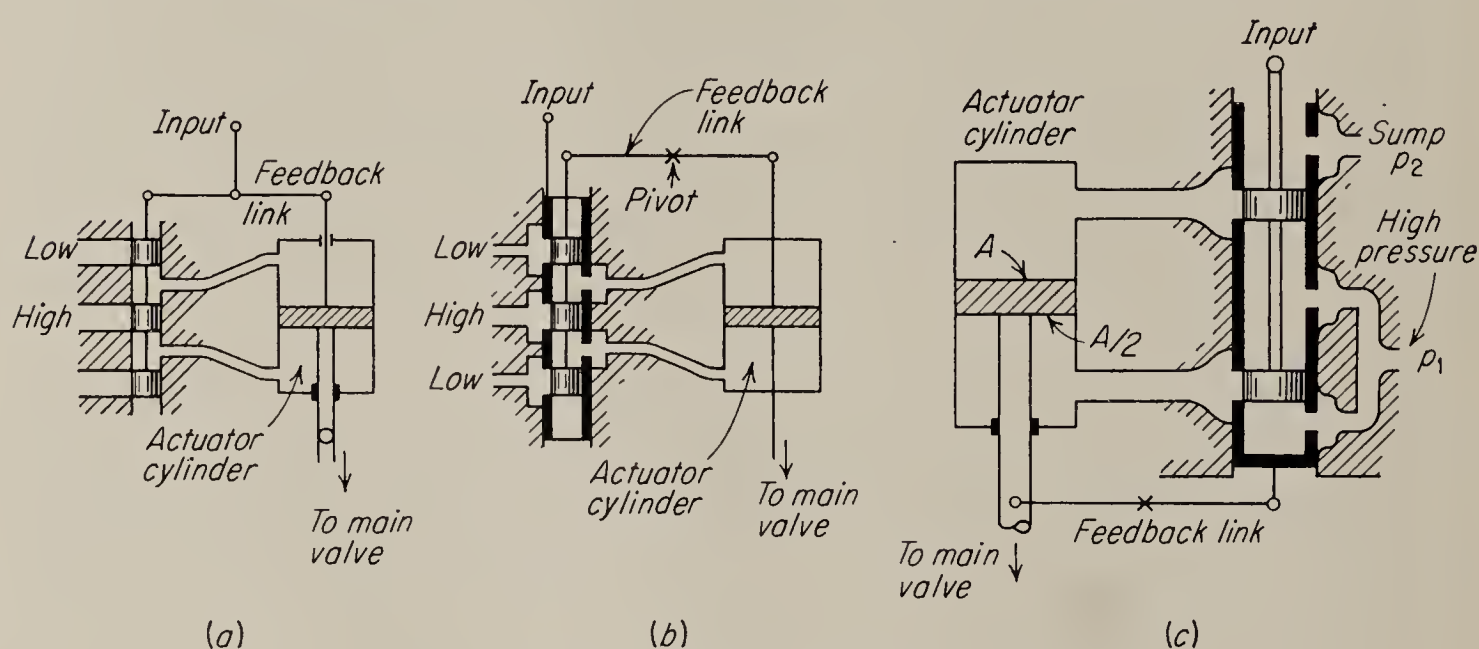 Input
Feedback
link
Low
High
Actuator
cylinder
To main
valve
(a)
Input
Feedback
link
Pivot
Low
High
Low
Actuator
cylinder
To main
valve
(b)
Input
Actuator
cylinder
Sump
p2
High
pressure
A
A/2
p1
Feedback link
To main
valve
(c)